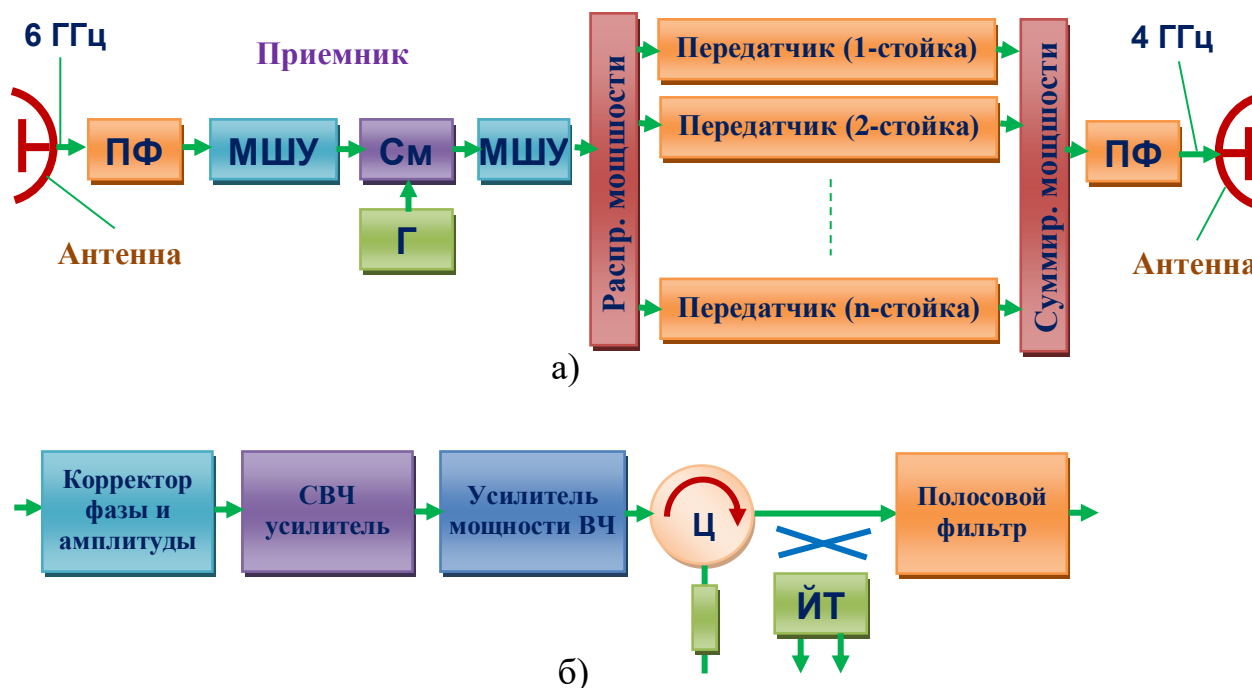 6 ГГц
Приемник
Передатчик (1-стойка)
4 ГГц
ПФ
МШУ
См
МШУ
Распр. мощности
Передатчик (2-стойка)
Суммир. мощности
ПФ
Г
Антенна
Антенна
Передатчик (n-стойка)
а)
Корректор
фазы и
амплитуды
СВЧ
усилитель
Усилитель
мощности ВЧ
Ц
Полосовой
фильтр
ЙТ
б)